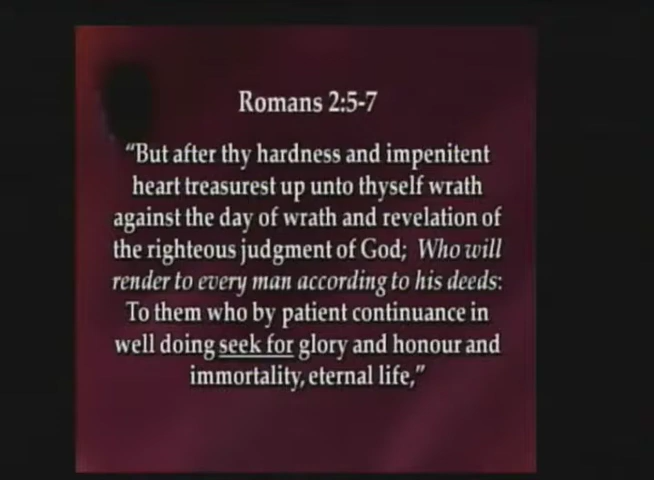 Romans 2:5-7
“But after thy hardness and impenitent
heart treasurest up unto thyself wrath
against the day of wrath and revelation of
the righteous judgment of God; Who will
render to every man according to his deeds:
To them who by patient continuance in
well doing seek for glory and honour and
immortality, eternal life,”